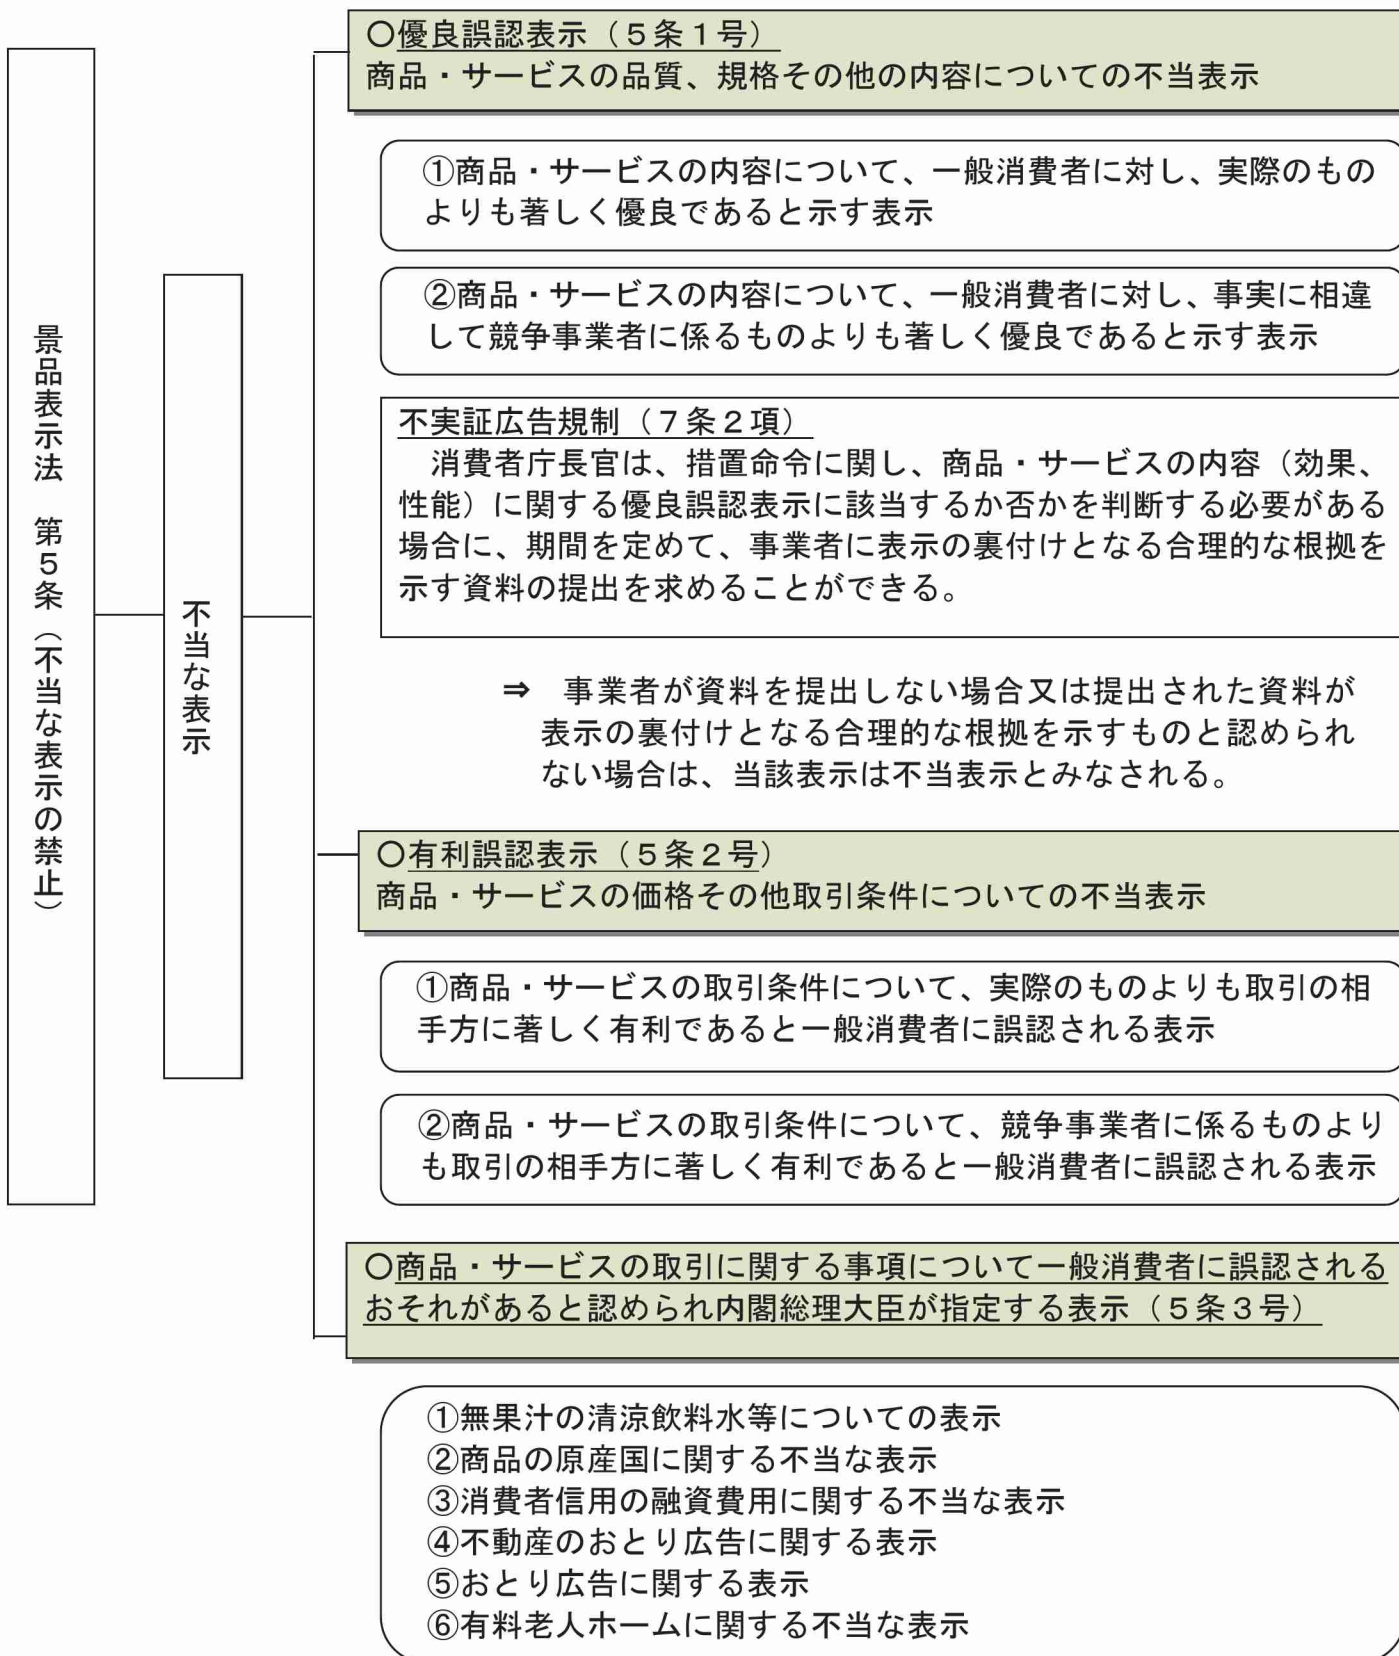 景品表示法　第５条（不当な表示の禁止）
不当な表示
○優良誤認表示（５条１号）
商品・サービスの品質、規格その他の内容についての不当表示
①商品・サービスの内容について、一般消費者に対し、実際のもの
よりも著しく優良であると示す表示
②商品・サービスの内容について、一般消費者に対し、事実に相違
して競争事業者に係るものよりも著しく優良であると示す表示
不実証広告規制（７条２項）
　消費者庁長官は、措置命令に関し、商品・サービスの内容（効果、
性能）に関する優良誤認表示に該当するか否かを判断する必要がある
場合に、期間を定めて、事業者に表示の裏付けとなる合理的な根拠を
示す資料の提出を求めることができる。
⇒　事業者が資料を提出しない場合又は提出された資料が
表示の裏付けとなる合理的な根拠を示すものと認められ
ない場合は、当該表示は不当表示とみなされる。
○有利誤認表示（５条２号）
商品・サービスの価格その他取引条件についての不当表示
①商品・サービスの取引条件について、実際のものよりも取引の相
手方に著しく有利であると一般消費者に誤認される表示
②商品・サービスの取引条件について、競争事業者に係るものより
も取引の相手方に著しく有利であると一般消費者に誤認される表示
○商品・サービスの取引に関する事項について一般消費者に誤認される
おそれがあると認められ内閣総理大臣が指定する表示（５条３号）
①無果汁の清涼飲料水等についての表示
②商品の原産国に関する不当な表示
③消費者信用の融資費用に関する不当な表示
④不動産のおとり広告に関する表示
⑤おとり広告に関する表示
⑥有料老人ホームに関する不当な表示